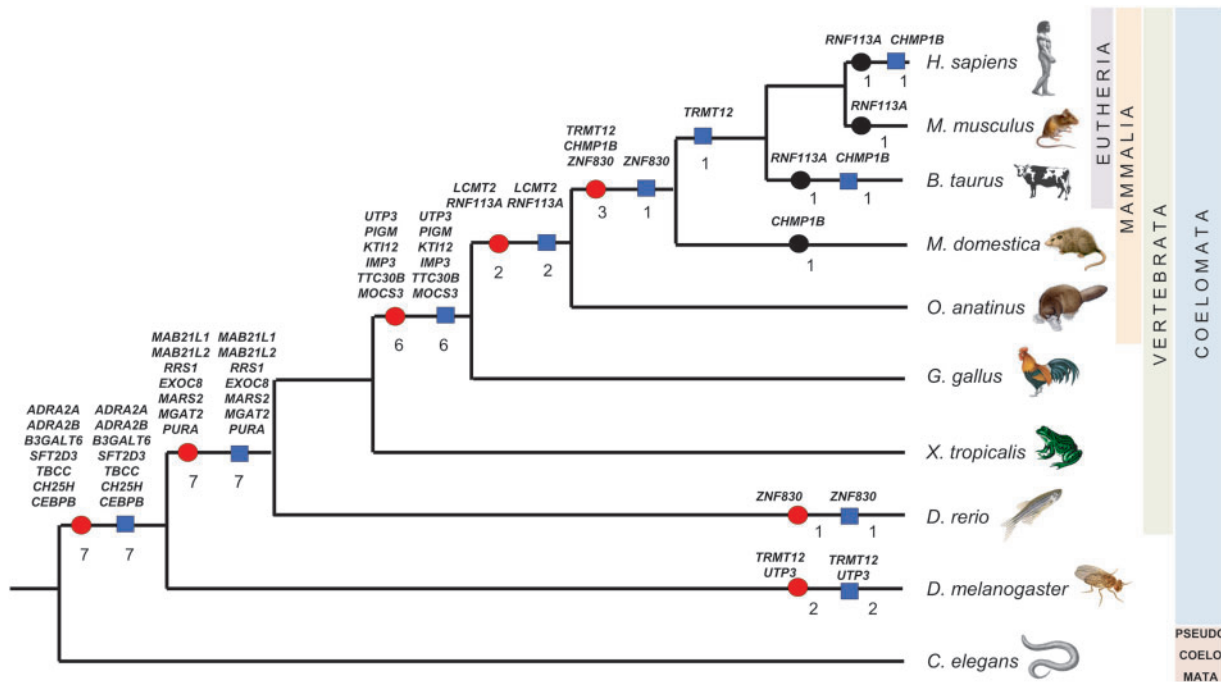 RNF113A CHMP1B
1 1
H. sapiens
RNF113A
1
M. musculus
TRMT12
1
RNF113A CHMP1B
1 1
B. taurus
TRMT12
CHMP1B
ZNF830 ZNF830
3 1
CHMP1B
1
M. domestica
LCMT2 LCMT2
RNF113A RNF113A
2 2
O. anatinus
UTP3 UTP3
PIGM PIGM
KTI12 KTI12
IMP3 IMP3
TTC30B TTC30B
MOCS3 MOCS3
6 6
G. gallus
MAB21L1 MAB21L1
MAB21L2 MAB21L2
RRS1 RRS1
EXOC8 EXOC8
MARS2 MARS2
MGAT2 MGAT2
PURA PURA
7 7
X. tropicalis
ADRA2A ADRA2A
ADRA2B ADRA2B
B3GALT6 B3GALT6
SFT2D3 SFT2D3
TBCC TBCC
CH25H CH25H
CEBPB CEBPB
7 7
ZNF830 ZNF830
1 1
D. rerio
TRMT12 TRMT12
UTP3 UTP3
2 2
D. melanogaster
C. elegans
EUTHERIA
MAMMALIA
VERTEBRATA
COELOMATA
PSEUDO
COELO
MATA